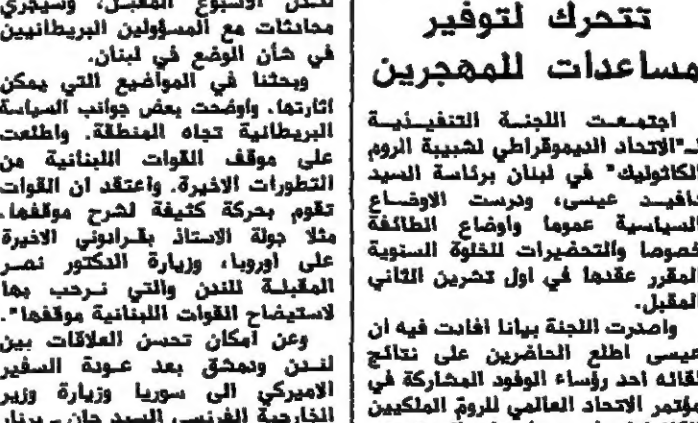 تتحرك لتوفير
مساعدات للمهجرين
اجتمعت اللجنة التنفيذية
لـ"الاتحاد الديموقراطي لشبيبة الروم
الكاثوليك" في لبنان برئاسة السيد
دافيد عيسى، ودرست الاوضاع
السياسية عموما وأوضاع الطائفة
خصوصا والتحضيرات للخلوة السنوية
المقرر عقدها في اول تشرين الثاني
المقبل.
واصدرت اللجنة بيانا افادت فيه ان
عيسى اطلع الحاضرين على نتائج
لقائه احد رؤساء الوفود المشاركة في
مؤتمر الاتحاد العالمي للروم الملكيين
لندن الاسبوع المقبل، وسيجري
محادثات مع المسؤولين البريطانيين
في شأن الوضع في لبنان.
وبحثنا في المواضيع التي يمكن
اثارتها. واوضحت بعض جوانب السياسة
البريطانية تجاه المنطقة. واطلعت
على موقف القوات اللبنانية من
التطورات الاخيرة. واعتقد ان القوات
تقوم بحركة كثيفة لشرح موقفها،
مثلا جولة الاستاذ بقرادوني الاخيرة
على اوروبا، وزيارة الدكتور نصر
المقبلة للندن والتي نرحب بها
لاستيضاح القوات اللبنانية موقفها".
وعن امكان تحسن العلاقات بين
لندن ودمشق بعد عودة السفير
الاميركي الى سوريا وزيارة وزير
الخارجية الفرنسي السيد جان - برنار